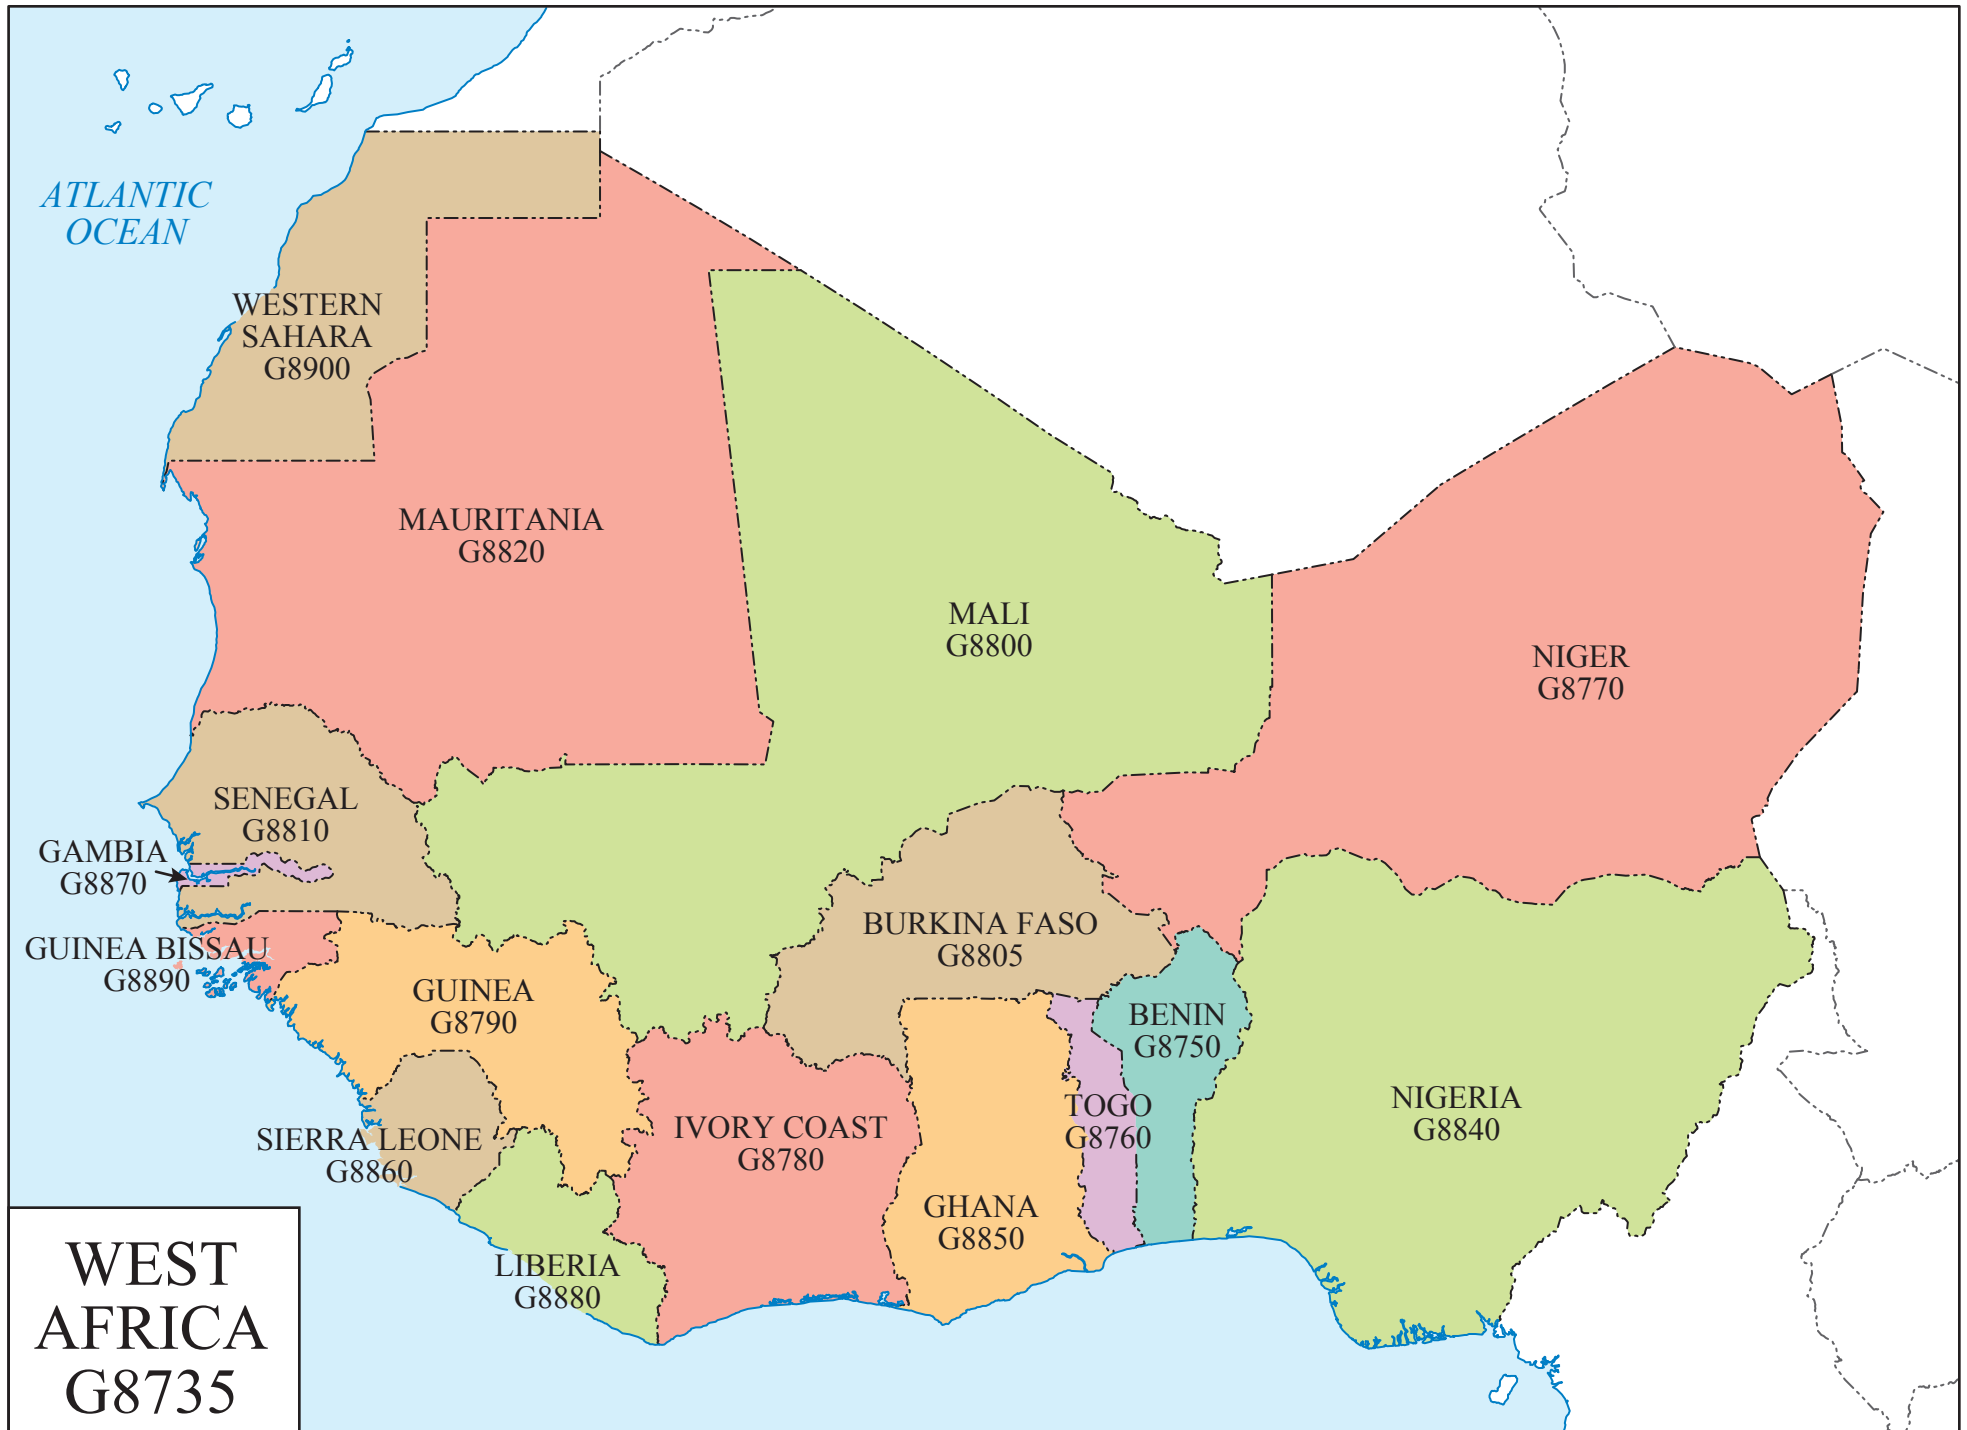 ATLANTIC
OCEAN
WESTERN
SAHARA
G8900
MAURITANIA
G8820
MALI
G8800
NIGER
G8770
SENEGAL
G8810
GAMBIA
G8870
BURKINA FASO
G8805
GUINEA BISSAU
G8890
GUINEA
G8790
BENIN
G8750
TOGO
G8760
NIGERIA
G8840
IVORY COAST
G8780
SIERRA LEONE
G8860
GHANA
G8850
LIBERIA
G8880
WEST
AFRICA
G8735